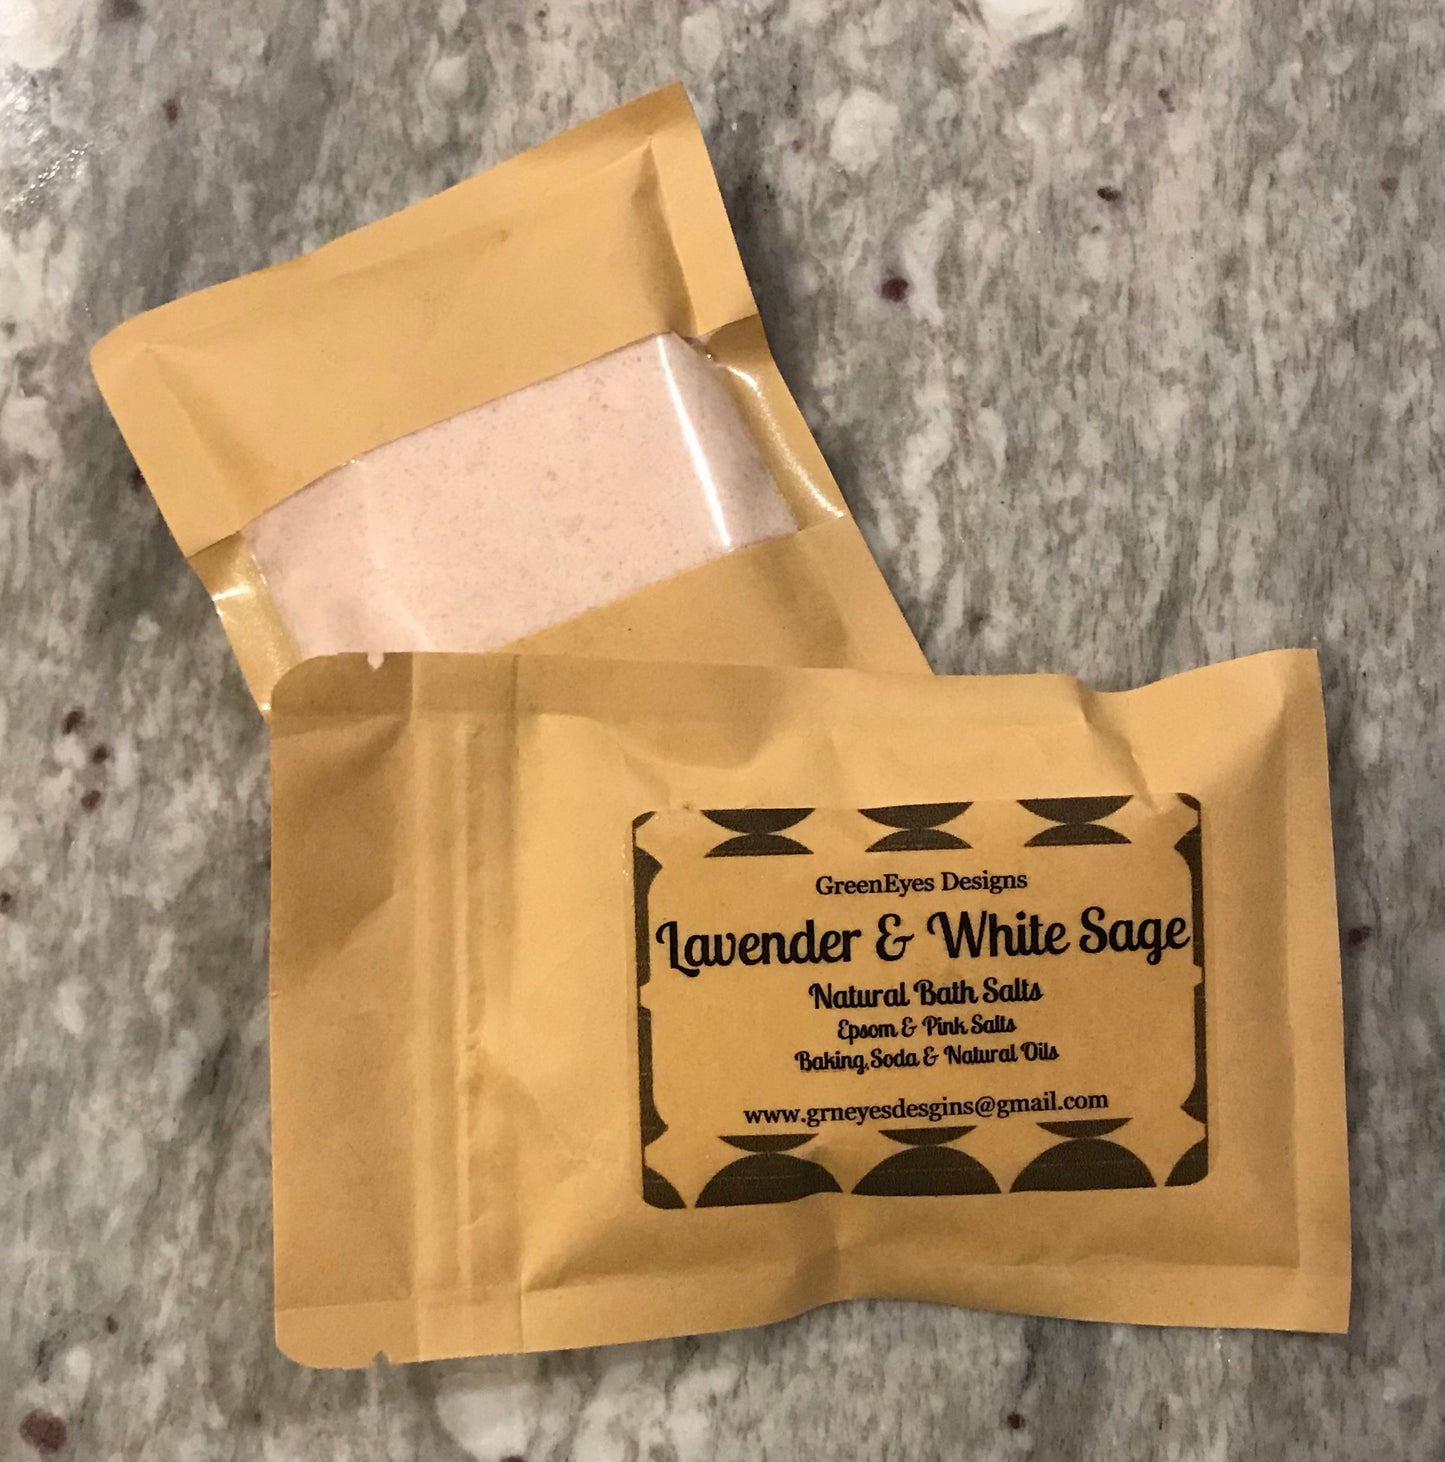 GreenEyes Designs
Lavender & White Sage
Natural Bath Salts
Epsom & Pink Salts
Baking Soda & Natural Oils
www.grneyesdesgins@gmail.com